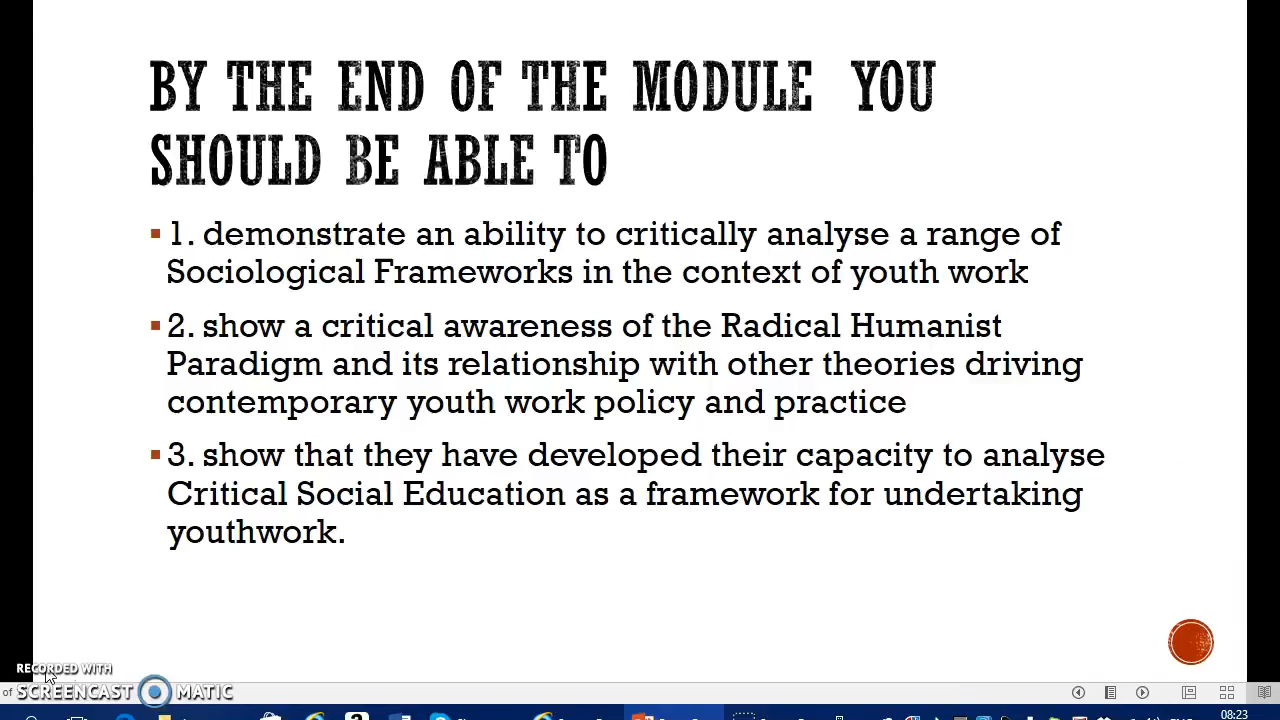 BY THE END OF THE MODULE YOU
SHOULD BE ABLE TO
▪ 1. demonstrate an ability to critically analyse a range of
Sociological Frameworks in the context of youth work
▪ 2. show a critical awareness of the Radical Humanist
Paradigm and its relationship with other theories driving
contemporary youth work policy and practice
▪ 3. show that they have developed their capacity to analyse
Critical Social Education as a framework for undertaking
youthwork.
RECORDED WITH
of SCREENCAST MATIC
08:23